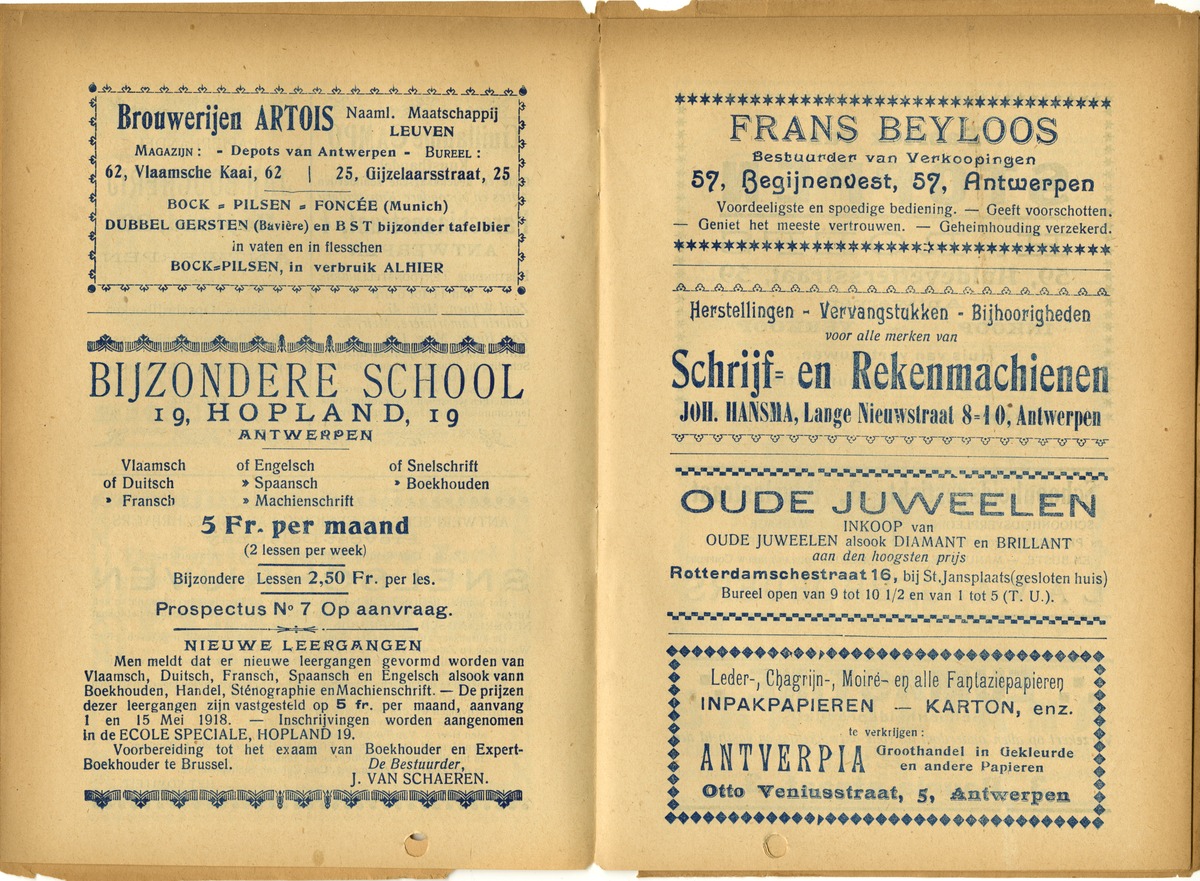 Brouwerijen ARTOIS Naaml. Maatschappij
LEUVEN
MAGAZIJN : - Depots van Antwerpen - BUREEL :
62, Vlaamsche Kaai, 62 | 25, Gijzelaarsstraat, 25
BOCK = PILSEN = FONCÉE (Munich)
DUBBEL GERSTEN (Bavière) en B S T bijzonder tafelbier
in vaten en in flesschen
BOCK=PILSEN, in verbruik ALHIER
BIJZONDERE SCHOOL
19, HOPLAND, 19
ANTWERPEN
Vlaamsch of Engelsch of Snelschrift
of Duitsch » Spaansch » Boekhouden
» Fransch » Machienschrift
5 Fr. per maand
(2 lessen per week)
Bijzondere Lessen 2,50 Fr. per les.
Prospectus No 7 Op aanvraag.
NIEUWE LEERGANGEN
Men meldt dat er nieuwe leergangen gevormd worden van
Vlaamsch, Duitsch, Fransch, Spaansch en Engelsch alsook vann
Boekhouden, Handel, Sténographie en Machienschrift. — De prijzen
dezer leergangen zijn vastgesteld op 5 fr. per maand, aanvang
1 en 15 Mei 1918. — Inschrijvingen worden aangenomen
in de ECOLE SPECIALE, HOPLAND 19.
Voorbereiding tot het exaam van Boekhouder en Expert-
Boekhouder te Brussel. De Bestuurder,
J. VAN SCHAEREN.
FRANS BEYLOOS
Bestuurder van Verkoopingen
57, Begijnenvest, 57, Antwerpen
Voordeeligste en spoedige bediening. — Geeft voorschotten.
— Geniet het meeste vertrouwen. — Geheimhouding verzekerd.
Herstellingen - Vervangstukken - Bijhoorigheden
voor alle merken van
Schrijf= en Rekenmachienen
JOH. HANSMA, Lange Nieuwstraat 8=10, Antwerpen
OUDE JUWEELEN
INKOOP van
OUDE JUWEELEN alsook DIAMANT en BRILLANT
aan den hoogsten prijs
Rotterdamschestraat 16, bij St. Jansplaats (gesloten huis)
Bureel open van 9 tot 10 1/2 en van 1 tot 5 (T. U.).
Leder-, Chagrijn-, Moiré- en alle Fantaziepapieren
INPAKPAPIEREN — KARTON, enz.
te verkrijgen :
ANTVERPIA Groothandel in Gekleurde
en andere Papieren
Otto Veniusstraat, 5, Antwerpen